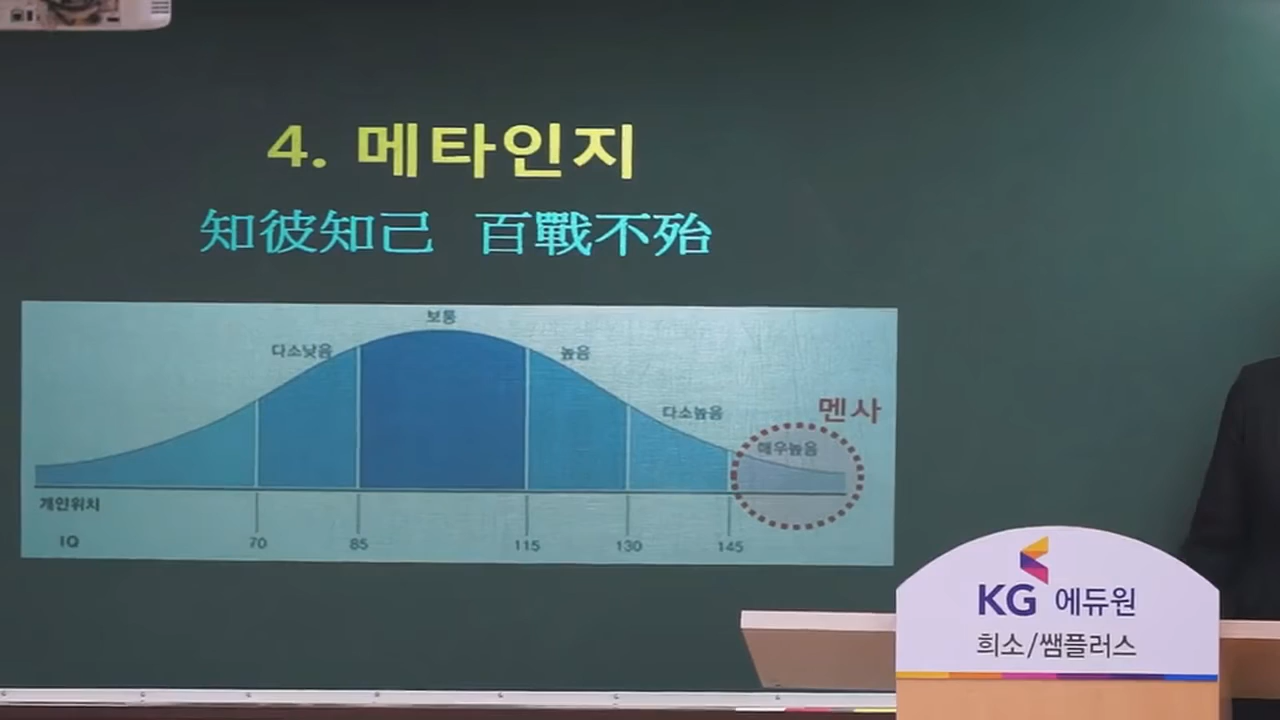 4. 메타인지
知彼知己 百戰不殆
보통
다소낮음
높음
다소높음
멘사
매우높음
개인위치
IQ
70
85
115
130
145
KG 에듀원
희소/쌤플러스